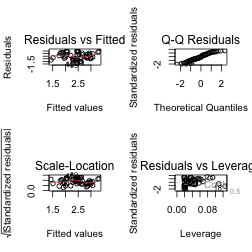 Residuals vs Fitted
Residuals
-1.5
1.5 2.5
Fitted values
Q-Q Residuals
Standardized residuals
-2
-2 0 2
Theoretical Quantiles
Scale-Location
√|Standardized residuals|
0.0
1.5 2.5
Fitted values
Residuals vs Leverag
Standardized residuals
-2
0.5
0.00 0.08
Leverage